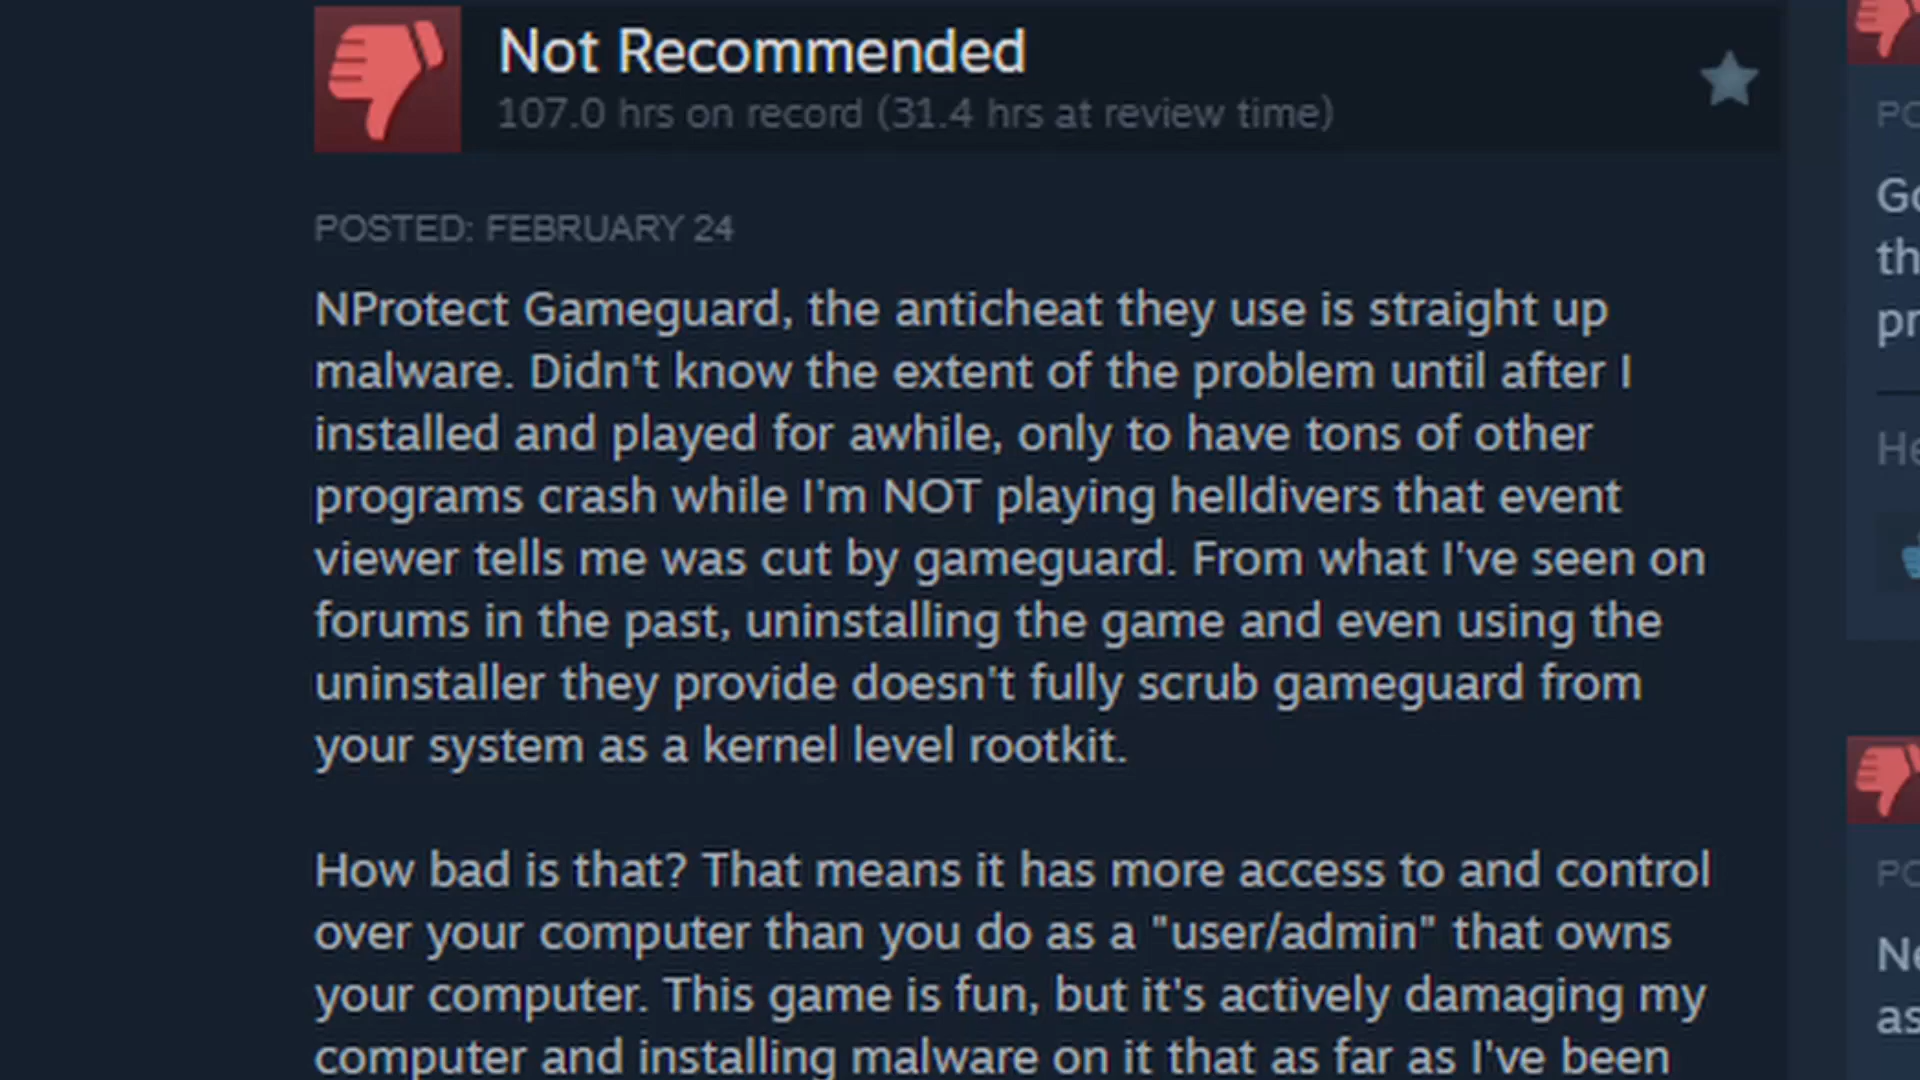 Not Recommended
107.0 hrs on record (31.4 hrs at review time)
POSTED: FEBRUARY 24
NProtect Gameguard, the anticheat they use is straight up
malware. Didn't know the extent of the problem until after I
installed and played for awhile, only to have tons of other
programs crash while I'm NOT playing helldivers that event
viewer tells me was cut by gameguard. From what I've seen on
forums in the past, uninstalling the game and even using the
uninstaller they provide doesn't fully scrub gameguard from
your system as a kernel level rootkit.
How bad is that? That means it has more access to and control
over your computer than you do as a "user/admin" that owns
your computer. This game is fun, but it's actively damaging my
computer and installing malware on it that as far as I've been